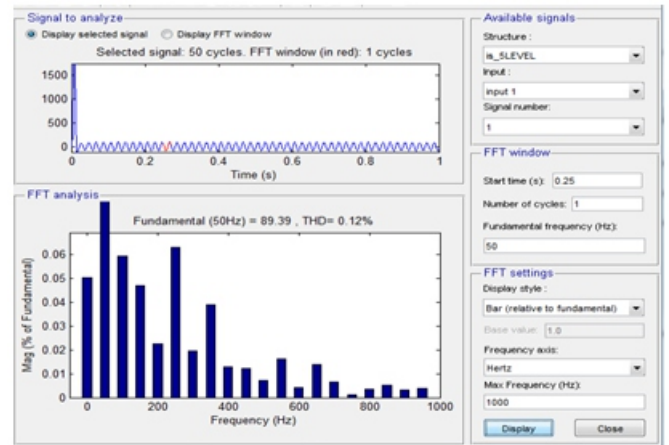 Signal to analyze
Display selected signal Display FFT window
Selected signal: 50 cycles. FFT window (in red): 1 cycles
1500
1000
500
0
0 0.2 0.4 0.6 0.8 1
Time (s)
FFT analysis
Fundamental (50Hz) = 89.39 , THD= 0.12%
Mag (% of Fundamental)
0.06
0.05
0.04
0.03
0.02
0.01
0
0 200 400 600 800 1000
Frequency (Hz)
Available signals
Structure :
is_5LEVEL
Input :
input 1
Signal number:
1
FFT window
Start time (s): 0.25
Number of cycles: 1
Fundamental frequency (Hz):
50
FFT settings
Display style :
Bar (relative to fundamental)
Base value: 1.0
Frequency axis:
Hertz
Max Frequency (Hz):
1000
Display Close